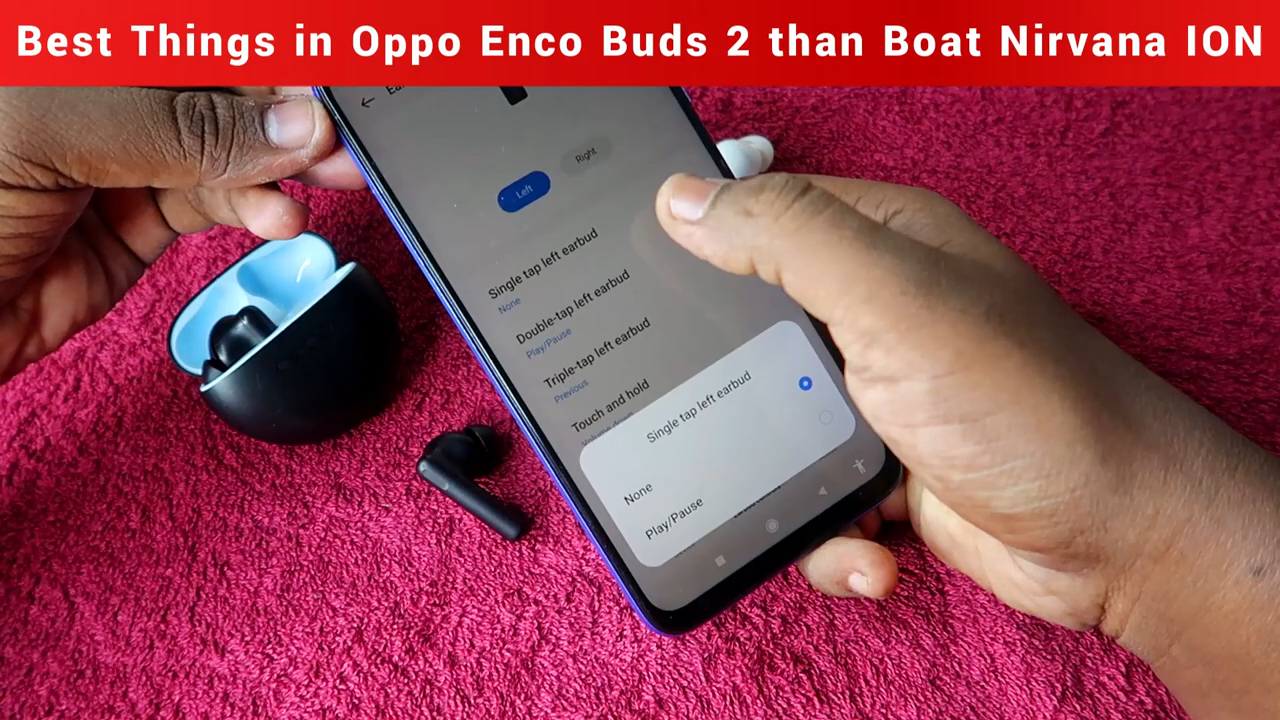 Best Things in Oppo Enco Buds 2 than Boat Nirvana ION
Left
Right
Single tap left earbud
None
Double-tap left earbud
Play/Pause
Triple-tap left earbud
Previous
Touch and hold
Single tap left earbud
None
Play/Pause